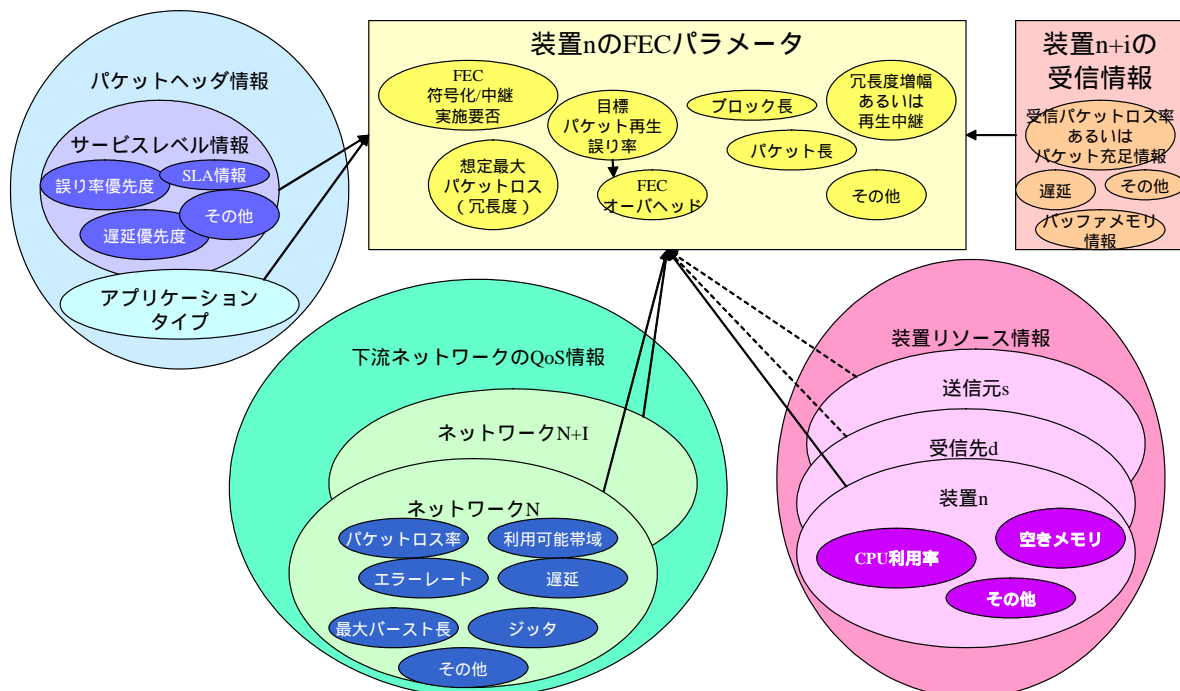 装置nのFECパラメータ
FEC
符号化/中継
実施要否
目標
パケット再生
誤り率
ブロック長
冗長度増幅
あるいは
再生中継
想定最大
パケットロス
(冗長度)
FEC
オーバヘッド
パケット長
その他
装置n+iの
受信情報
受信パケットロス率
あるいは
パケット充足情報
遅延
その他
バッファメモリ
情報
パケットヘッダ情報
サービスレベル情報
誤り率優先度
SLA情報
その他
遅延優先度
アプリケーション
タイプ
下流ネットワークのQoS情報
ネットワークN+I
ネットワークN
パケットロス率
利用可能帯域
エラーレート
遅延
最大バースト長
ジッタ
その他
装置リソース情報
送信元s
受信先d
装置n
CPU利用率
空きメモリ
その他